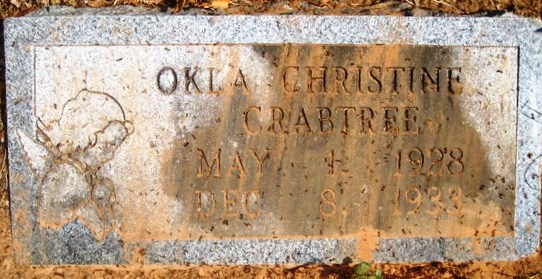 OKLA CHRISTINE
CRABTREE
MAY 1. 1928
DEC 8, 1933